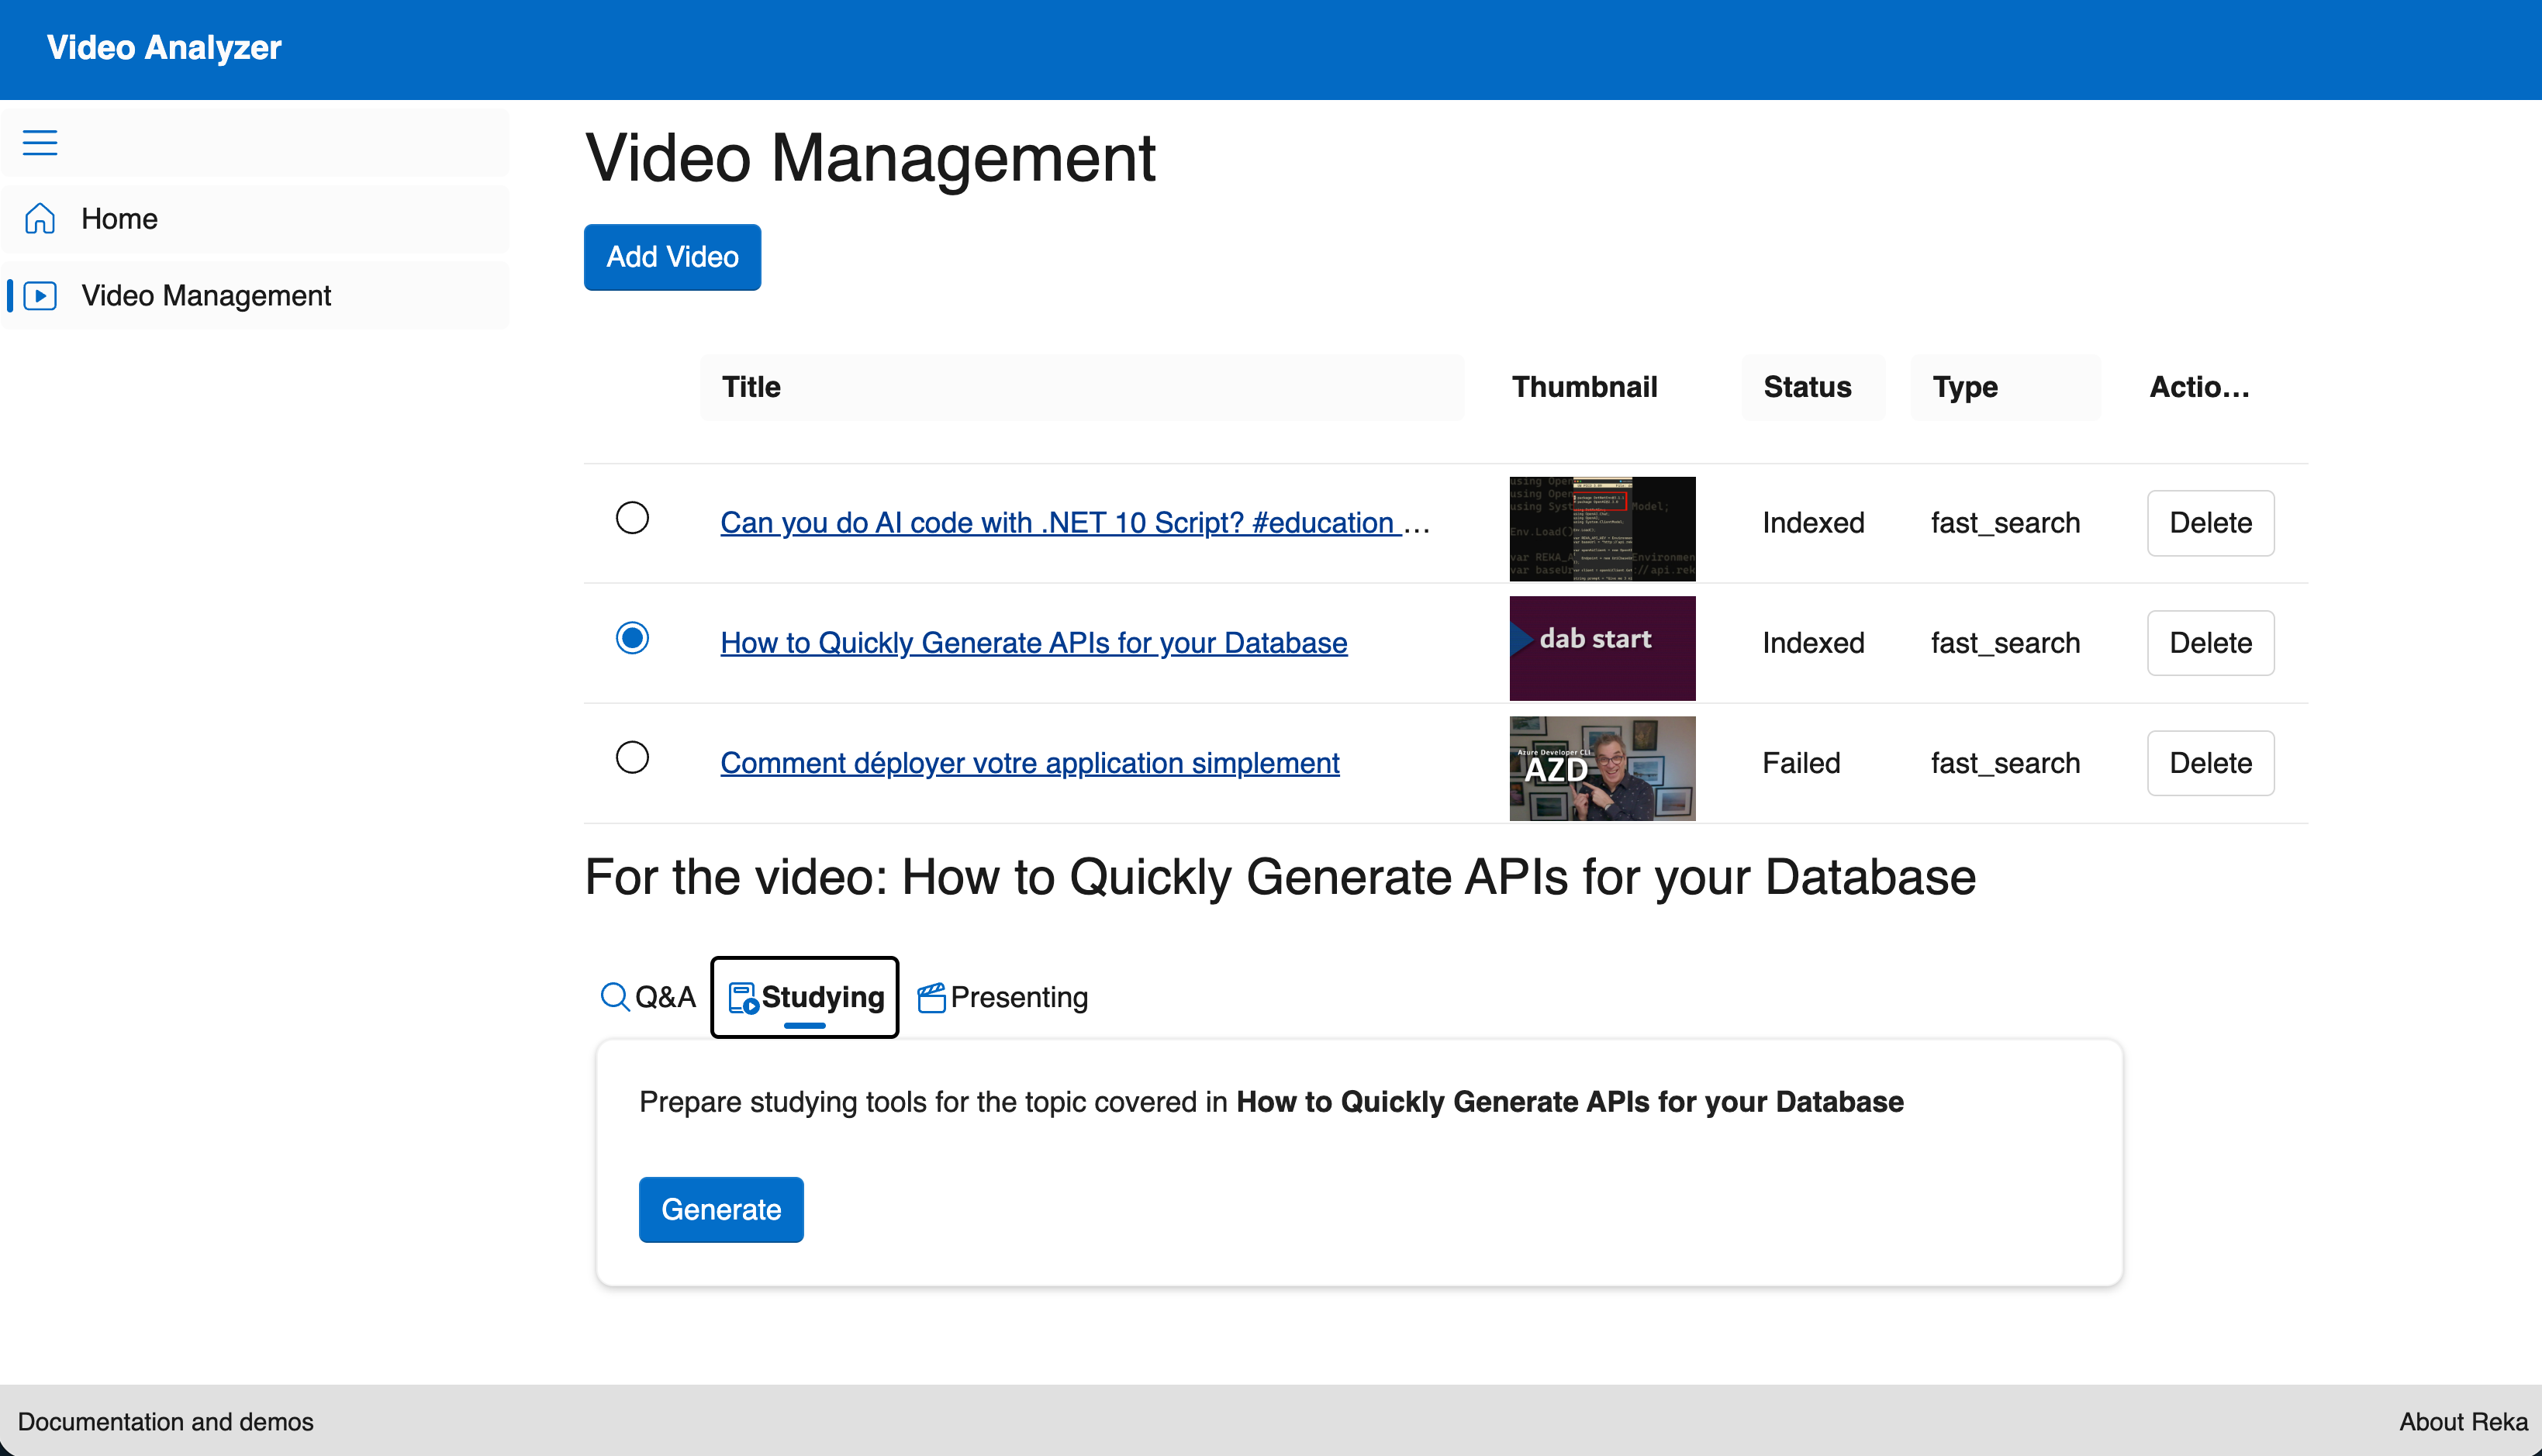 Video Analyzer
Home
Video Management
Video Management
Add Video
Title Thumbnail Status Type Actio...
Can you do AI code with .NET 10 Script? #education ... Indexed fast_search Delete
How to Quickly Generate APIs for your Database dab start Indexed fast_search Delete
Comment déployer votre application simplement Azure Developer CLI AZD Failed fast_search Delete
For the video: How to Quickly Generate APIs for your Database
Q&A Studying Presenting
Prepare studying tools for the topic covered in How to Quickly Generate APIs for your Database
Generate
Documentation and demos About Reka